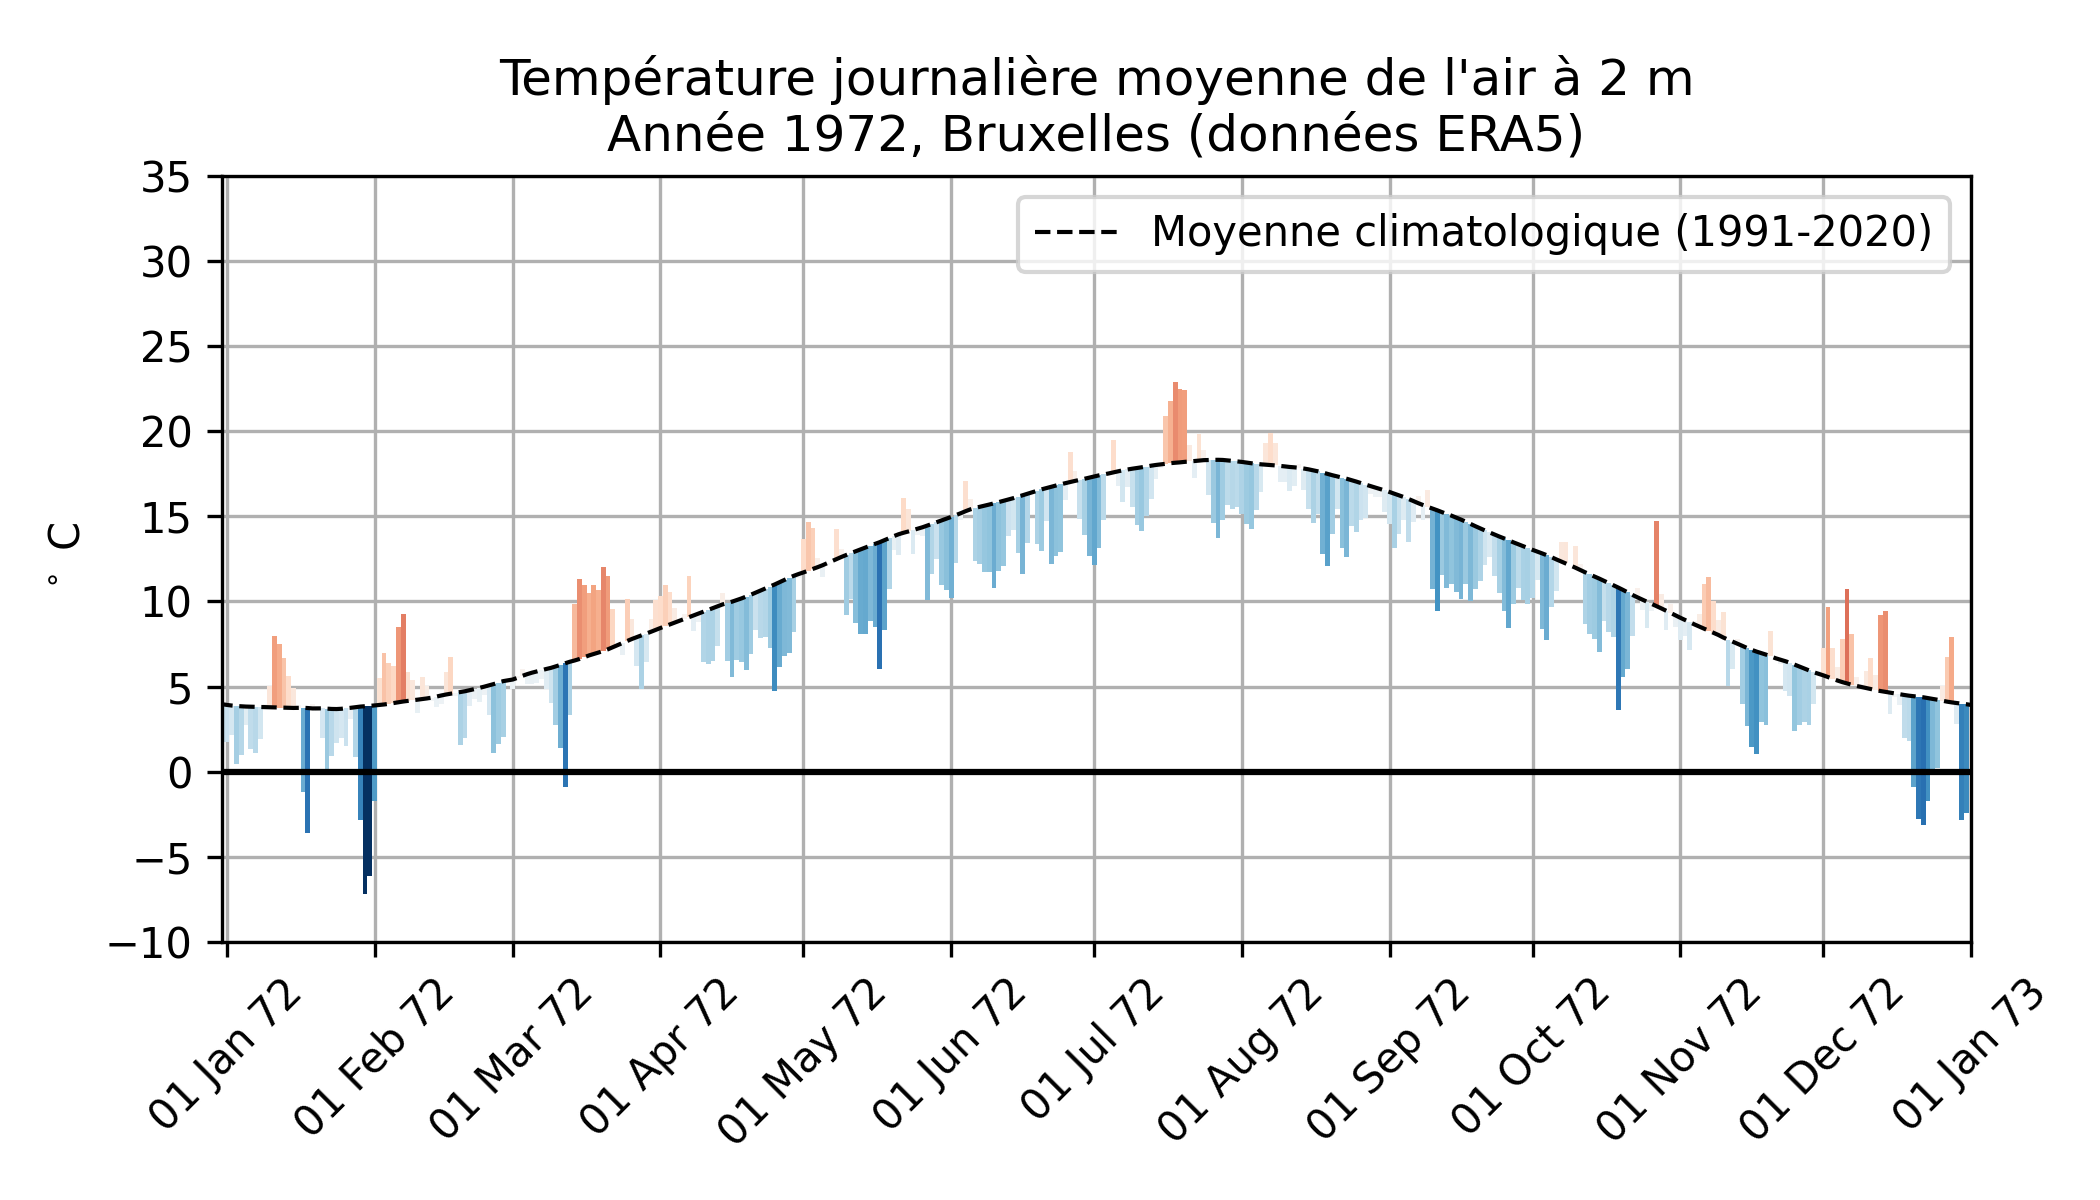 Température journalière moyenne de l'air à 2 m
Année 1972, Bruxelles (données ERA5)
Moyenne climatologique (1991-2020)
° C
35
30
25
20
15
10
5
0
−5
−10
01 Jan 72
01 Feb 72
01 Mar 72
01 Apr 72
01 May 72
01 Jun 72
01 Jul 72
01 Aug 72
01 Sep 72
01 Oct 72
01 Nov 72
01 Dec 72
01 Jan 73